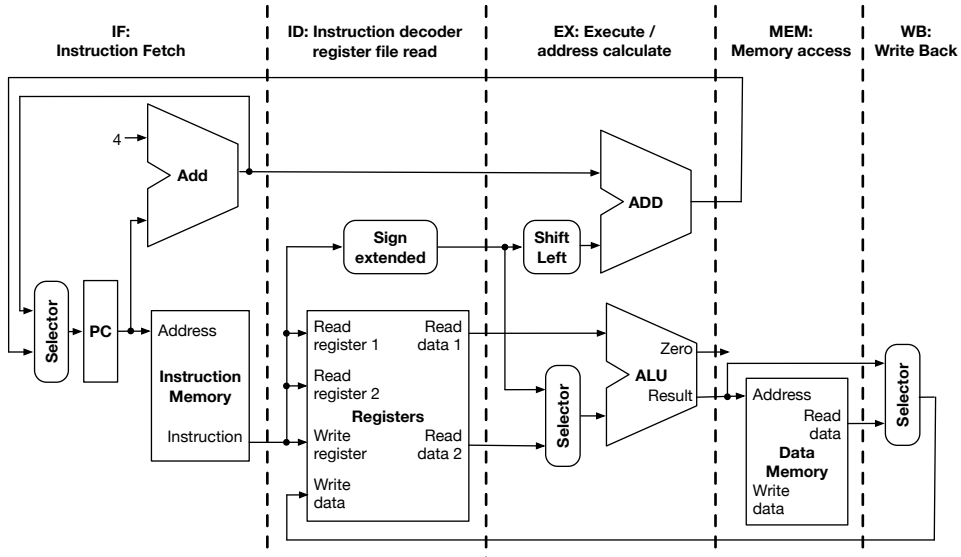 IF:
Instruction Fetch
ID: Instruction decoder
register file read
EX: Execute /
address calculate
MEM:
Memory access
WB:
Write Back
4
Add
ADD
Sign
extended
Shift
Left
Selector
PC
Address
Instruction
Memory
Instruction
Read
register 1
Read
data 1
Read
register 2
Registers
Write
register
Read
data 2
Write
data
Selector
Zero
ALU
Result
Address
Read
data
Data
Memory
Write
data
Selector